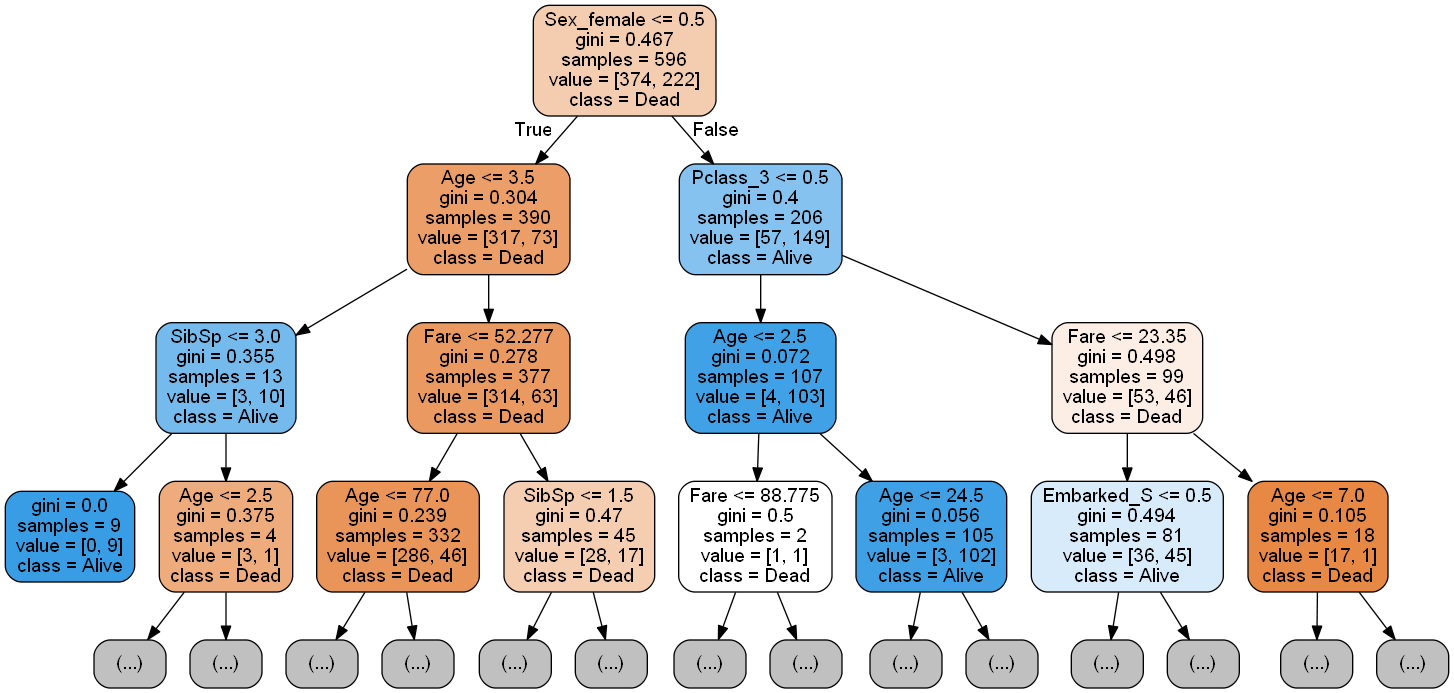 Sex_female <= 0.5
gini = 0.467
samples = 596
value = [374, 222]
class = Dead
True
False
Age <= 3.5
gini = 0.304
samples = 390
value = [317, 73]
class = Dead
Pclass_3 <= 0.5
gini = 0.4
samples = 206
value = [57, 149]
class = Alive
SibSp <= 3.0
gini = 0.355
samples = 13
value = [3, 10]
class = Alive
Fare <= 52.277
gini = 0.278
samples = 377
value = [314, 63]
class = Dead
Age <= 2.5
gini = 0.072
samples = 107
value = [4, 103]
class = Alive
Fare <= 23.35
gini = 0.498
samples = 99
value = [53, 46]
class = Dead
gini = 0.0
samples = 9
value = [0, 9]
class = Alive
Age <= 2.5
gini = 0.375
samples = 4
value = [3, 1]
class = Dead
Age <= 77.0
gini = 0.239
samples = 332
value = [286, 46]
class = Dead
SibSp <= 1.5
gini = 0.47
samples = 45
value = [28, 17]
class = Dead
Fare <= 88.775
gini = 0.5
samples = 2
value = [1, 1]
class = Dead
Age <= 24.5
gini = 0.056
samples = 105
value = [3, 102]
class = Alive
Embarked_S <= 0.5
gini = 0.494
samples = 81
value = [36, 45]
class = Alive
Age <= 7.0
gini = 0.105
samples = 18
value = [17, 1]
class = Dead
(...)
(...)
(...)
(...)
(...)
(...)
(...)
(...)
(...)
(...)
(...)
(...)
(...)
(...)